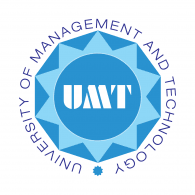 UNIVERSITY OF MANAGEMENT AND TECHNOLOGY
UMT